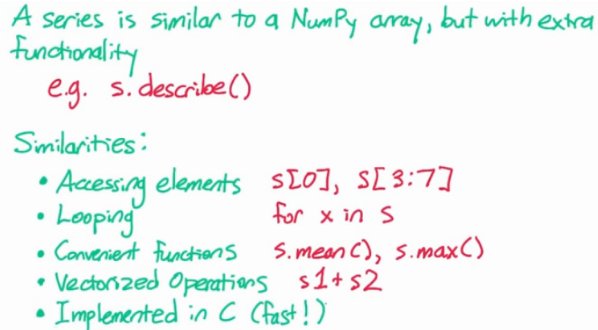 A series is similar to a NumPy array, but with extra
functionality
e.g. s.describe()
Similarities:
• Accessing elements s[0], s[3:7]
• Looping for x in s
• Convenient functions s.mean(), s.max()
• Vectorized Operations s1+s2
• Implemented in C (fast!)